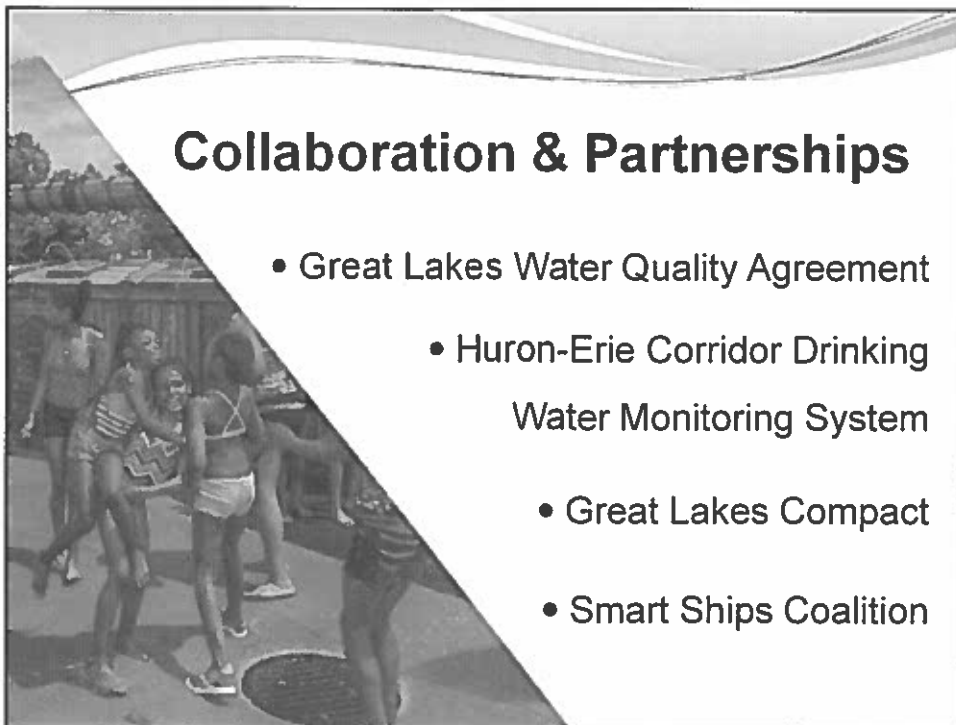 Collaboration & Partnerships
• Great Lakes Water Quality Agreement
• Huron-Erie Corridor Drinking
Water Monitoring System
• Great Lakes Compact
• Smart Ships Coalition